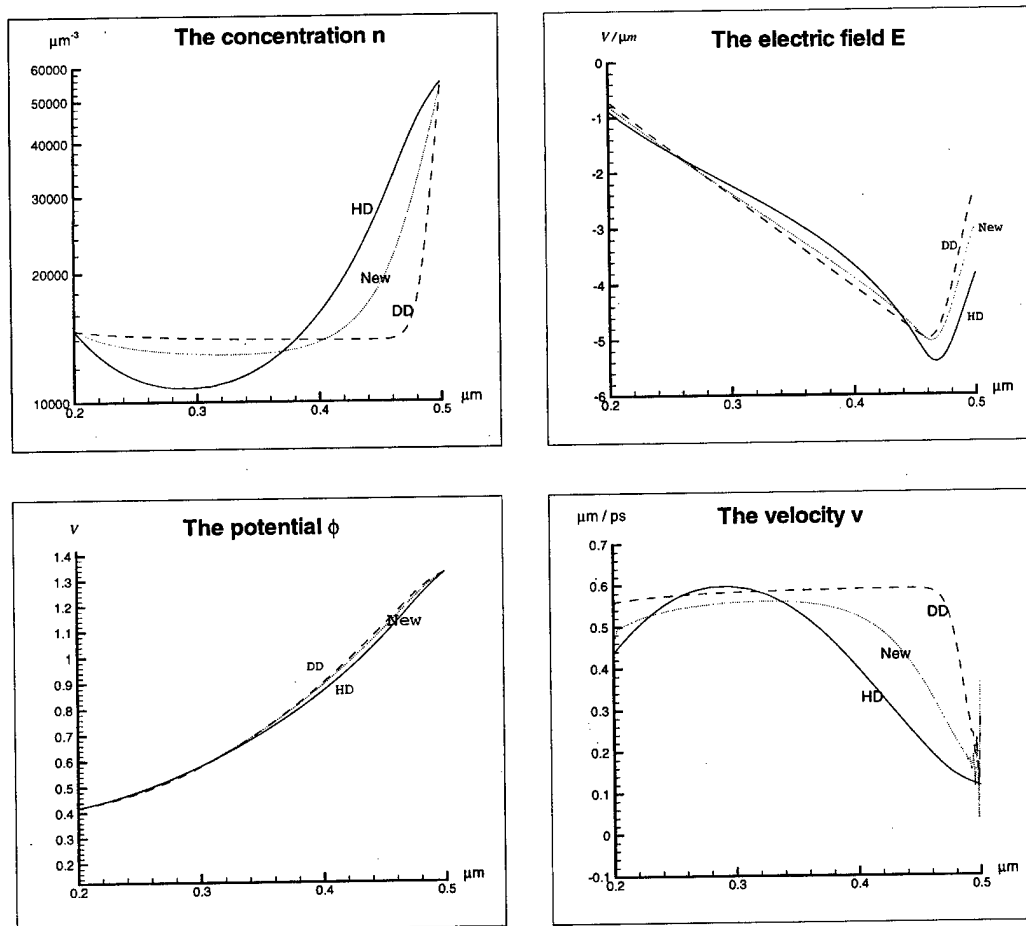 The concentration n
μm-3
60000
50000
40000
30000
20000
10000
HD
New
DD
0.2
0.3
0.4
0.5
μm
The electric field E
V/μm
0
-1
-2
-3
-4
-5
-6
DD
New
HD
0.2
0.3
0.4
0.5
μm
The potential ϕ
V
1.4
1.3
1.2
1.1
1
0.9
0.8
0.7
0.6
0.5
0.4
0.3
0.2
New
DD
HD
0.2
0.3
0.4
0.5
μm
The velocity v
μm / ps
0.7
0.6
0.5
0.4
0.3
0.2
0.1
0
-0.1
DD
New
HD
0.2
0.3
0.4
0.5
μm